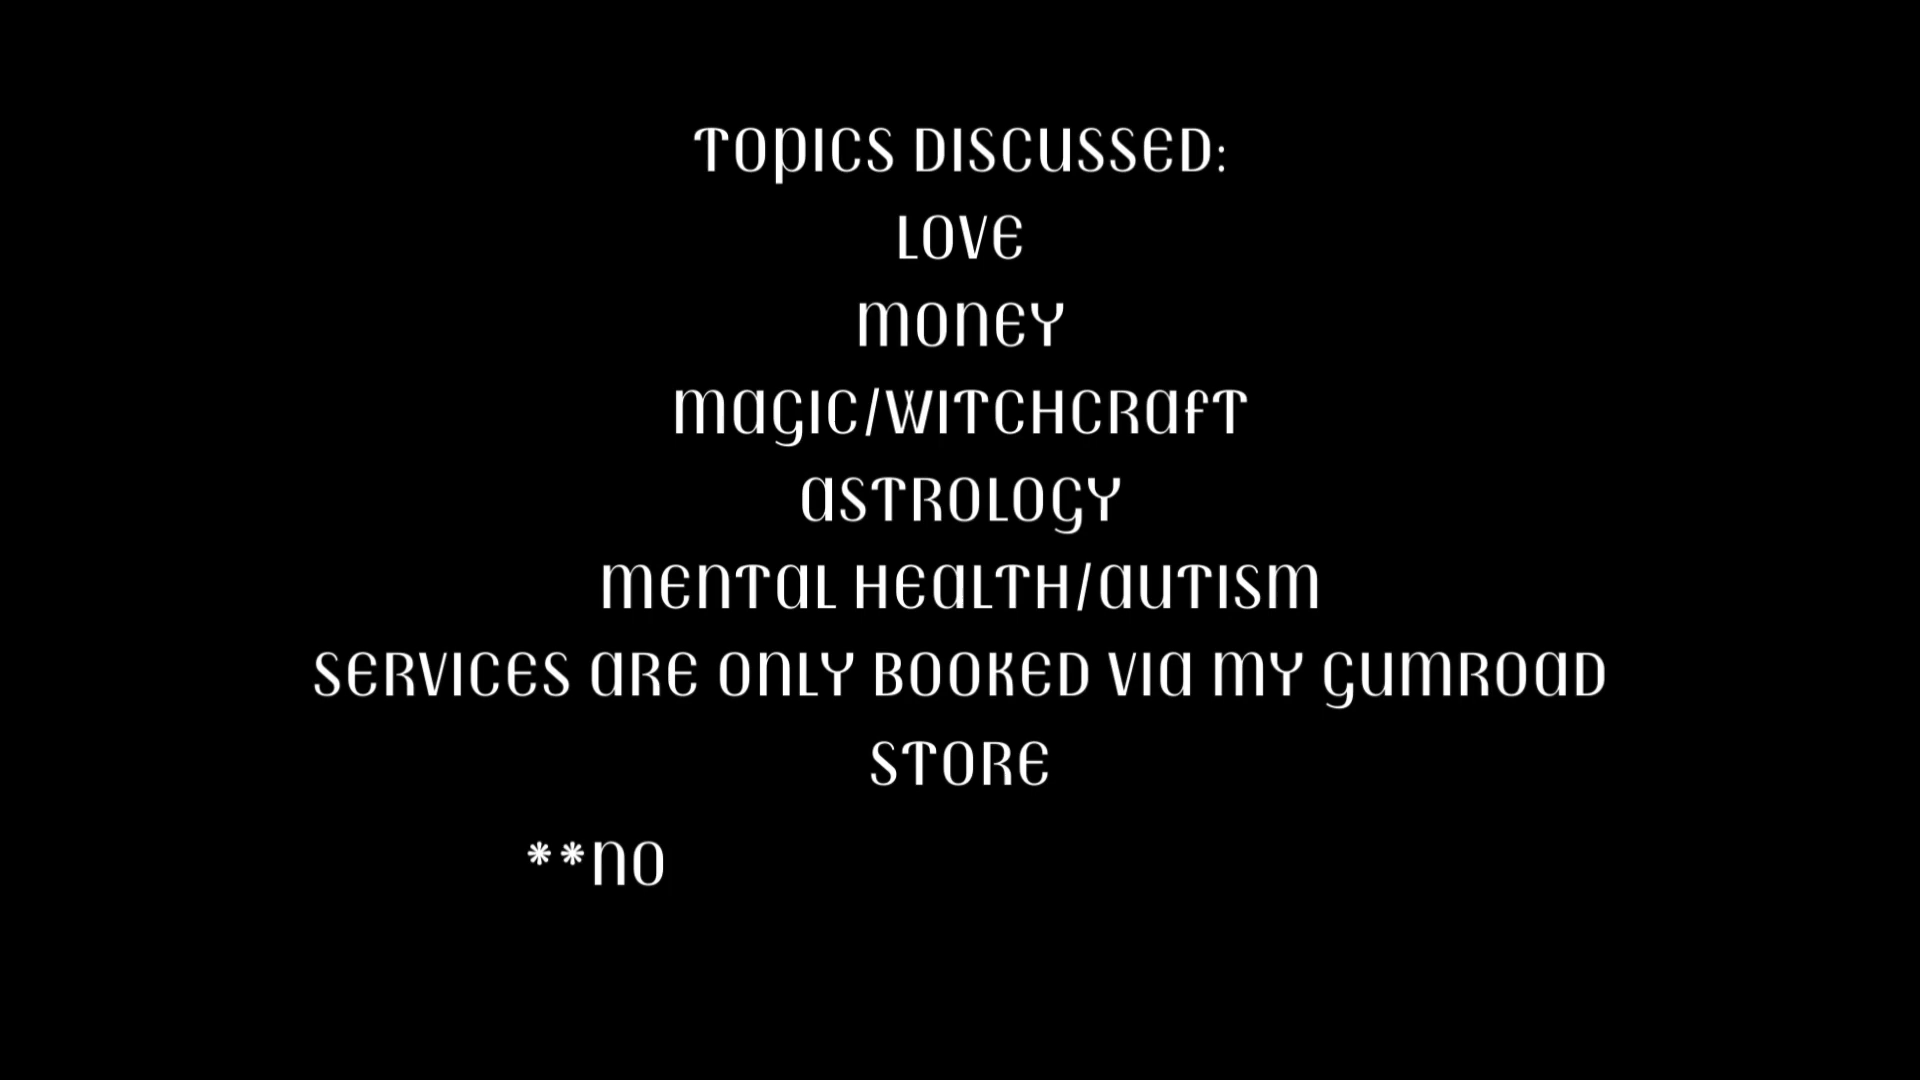 TOPICS DISCUSSED:
LOVE
MONEY
MAGIC/WITCHCRAFT
ASTROLOGY
MENTAL HEALTH/AUTISM
SERVICES ARE ONLY BOOKED VIA MY GUMROAD
STORE
**NO